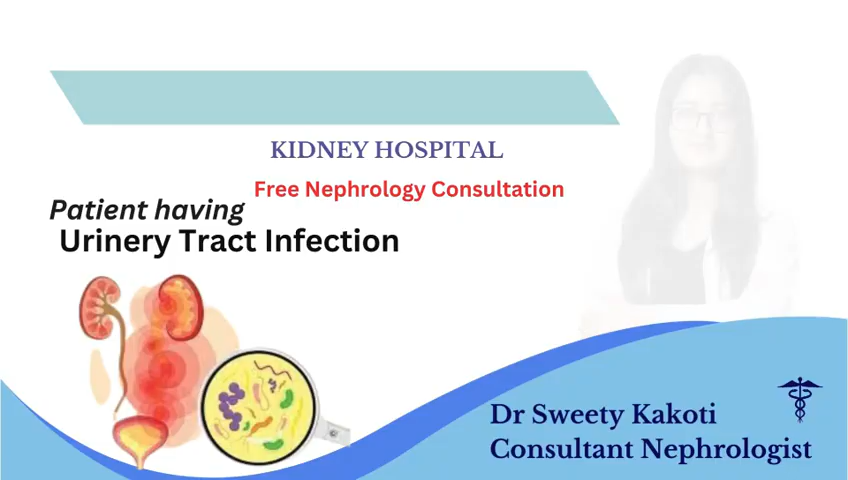 KIDNEY HOSPITAL
Free Nephrology Consultation
Patient having
Urinery Tract Infection
Dr Sweety Kakoti
Consultant Nephrologist